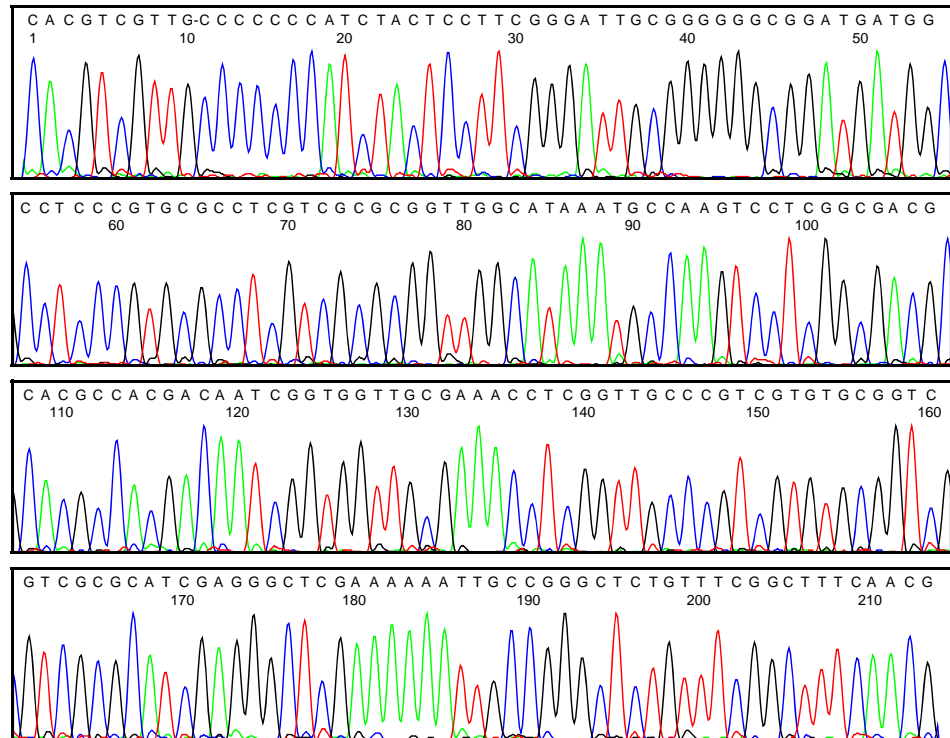 C A C G T C G T T G-C C C C C C C A T C T A C T C C T T C G G G A T T G C G G G G G G C G G A T G A T G G
1 10 20 30 40 50
C C T C C C G T G C G C C T C G T C G C G C G G T T G G C A T A A A T G C C A A G T C C T C G G C G A C G
60 70 80 90 100
C A C G C C A C G A C A A T C G G T G G T T G C G A A A C C T C G G T T G C C C G T C G T G T G C G G T C
110 120 130 140 150 160
G T C G C G C A T C G A G G G C T C G A A A A A A T T G C C G G G C T C T G T T T C G G C T T T C A A C G
170 180 190 200 210